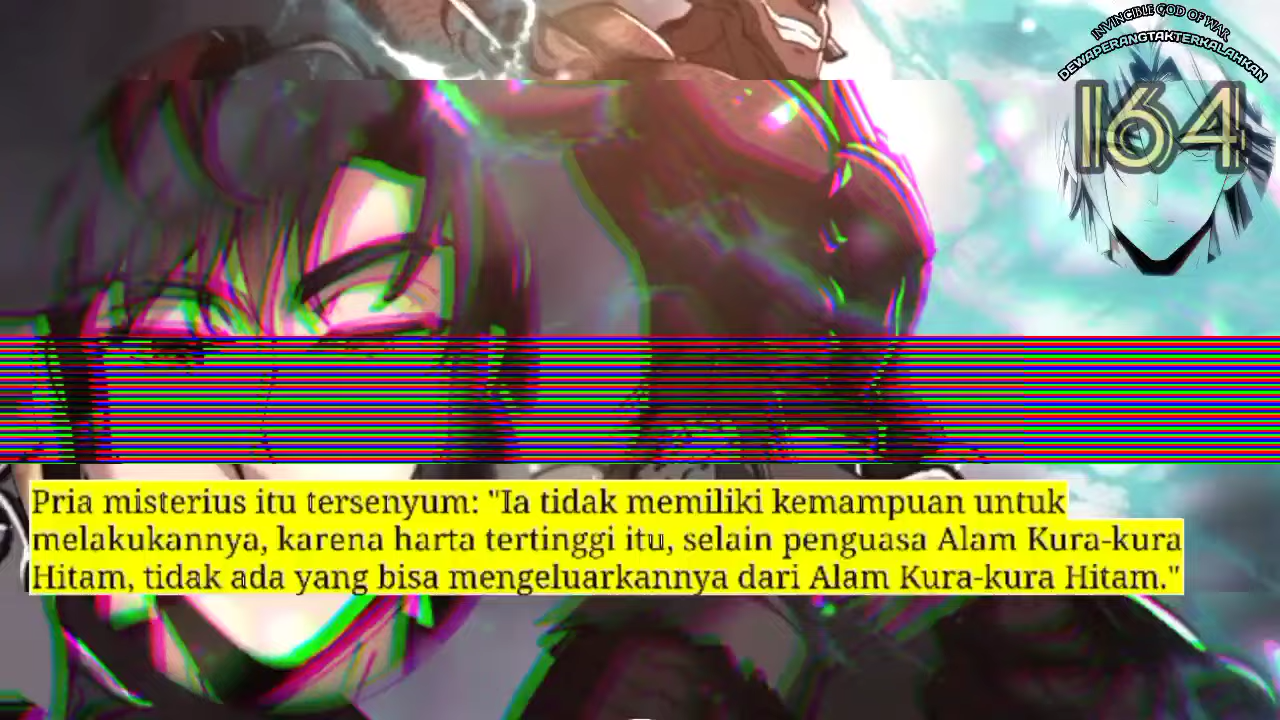 INVINCIBLE GOD OF WAR
DEWAPERANGTAKTERKALAHKAN
164
Pria misterius itu tersenyum: "Ia tidak memiliki kemampuan untuk
melakukannya, karena harta tertinggi itu, selain penguasa Alam Kura-kura
Hitam, tidak ada yang bisa mengeluarkannya dari Alam Kura-kura Hitam."